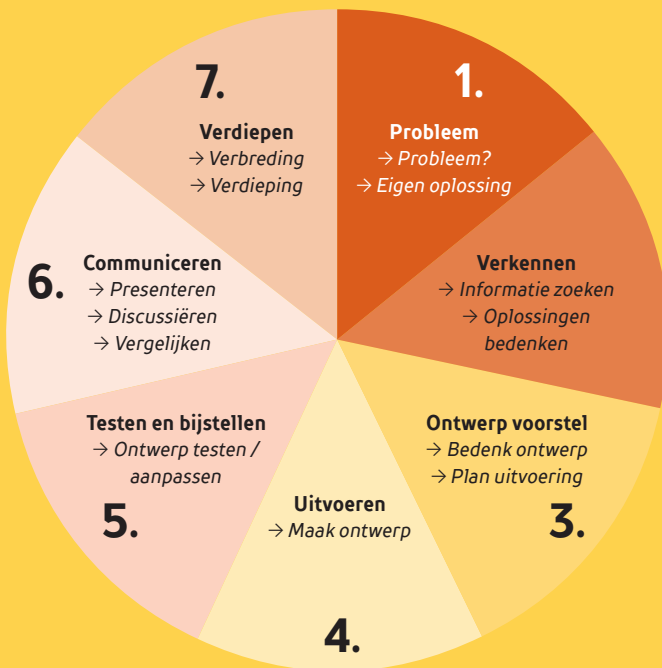 1.
Probleem
→ Probleem?
→ Eigen oplossing
Verkennen
→ Informatie zoeken
→ Oplossingen
bedenken
Ontwerp voorstel
→ Bedenk ontwerp
→ Plan uitvoering
3.
Uitvoeren
→ Maak ontwerp
4.
Testen en bijstellen
→ Ontwerp testen /
aanpassen
5.
6.
Communiceren
→ Presenteren
→ Discussiëren
→ Vergelijken
7.
Verdiepen
→ Verbreding
→ Verdieping